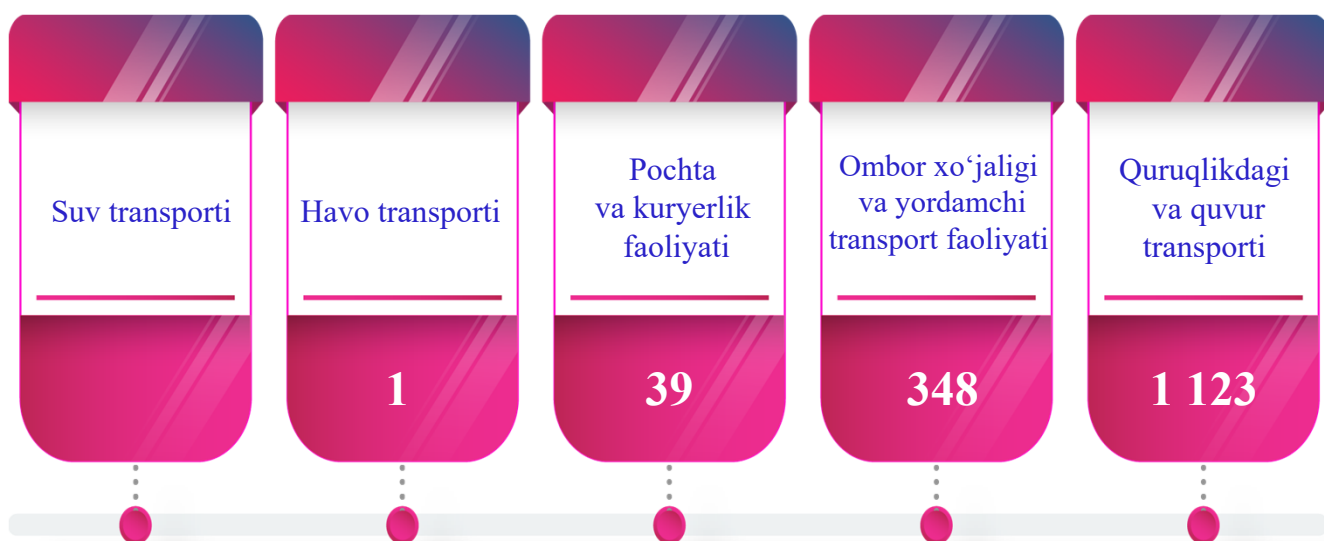 Suv transporti
Havo transporti
1
Pochta
va kuryerlik
faoliyati
39
Ombor xo‘jaligi
va yordamchi
transport faoliyati
348
Quruqlikdagi
va quvur
transporti
1 123